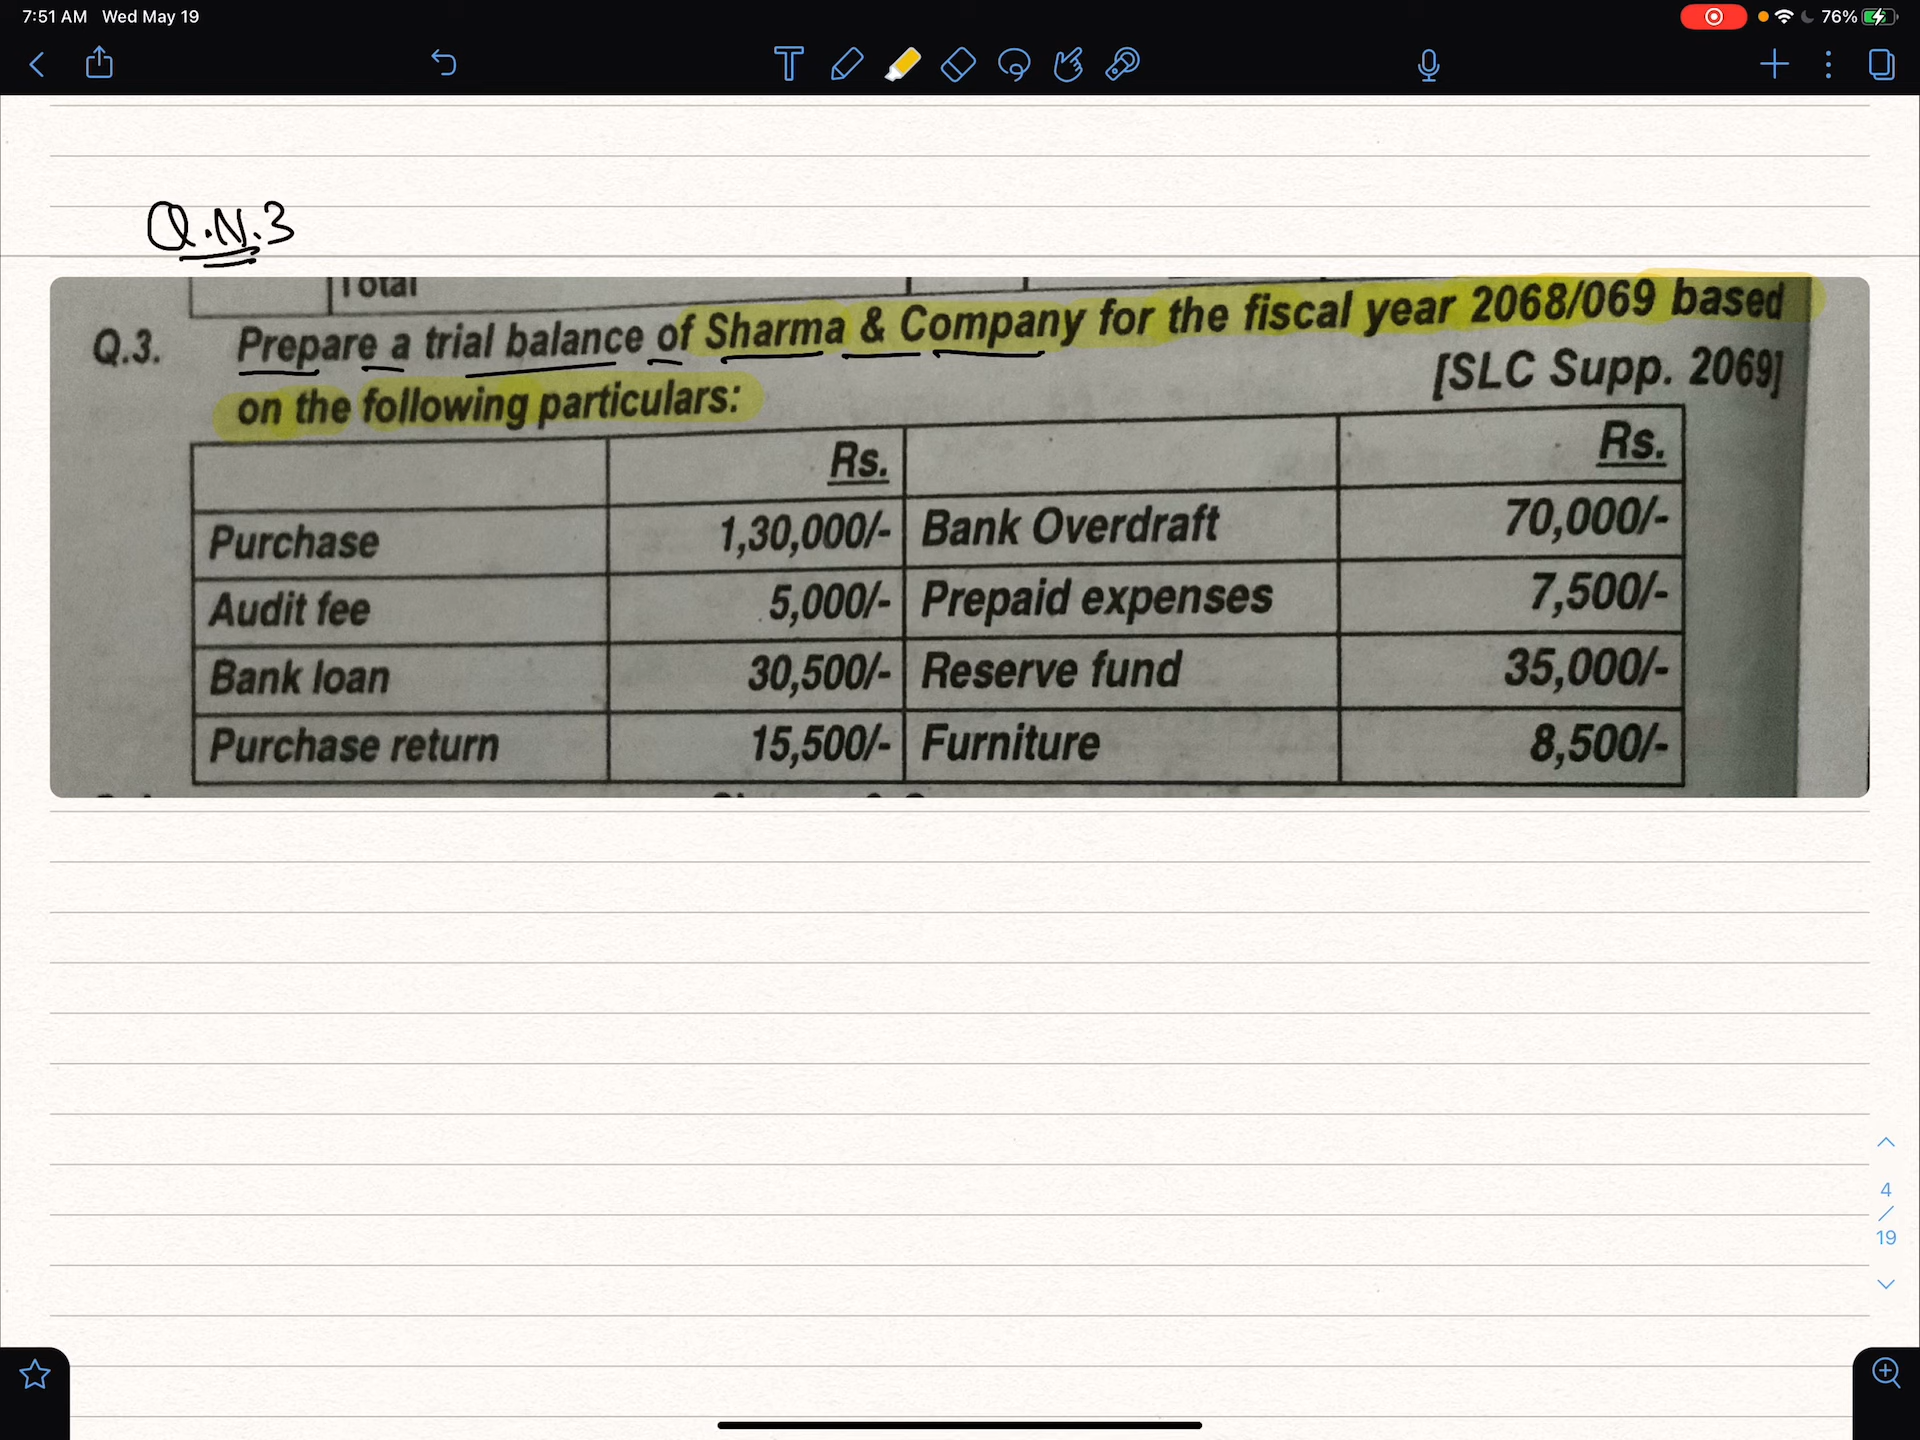 7:51 AM Wed May 19
76%
Q.N.3
Total
Q.3. Prepare a trial balance of Sharma & Company for the fiscal year 2068/069 based
on the following particulars: [SLC Supp. 2069]
Rs. Rs.
Purchase 1,30,000/- Bank Overdraft 70,000/-
Audit fee 5,000/- Prepaid expenses 7,500/-
Bank loan 30,500/- Reserve fund 35,000/-
Purchase return 15,500/- Furniture 8,500/-
4
/
19